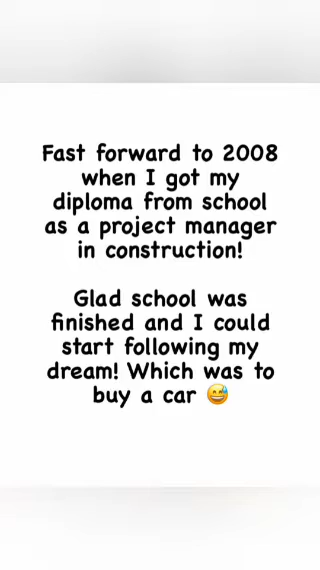 Fast forward to 2008
when I got my
diploma from school
as a project manager
in construction!
Glad school was
finished and I could
start following my
dream! Which was to
buy a car 😅